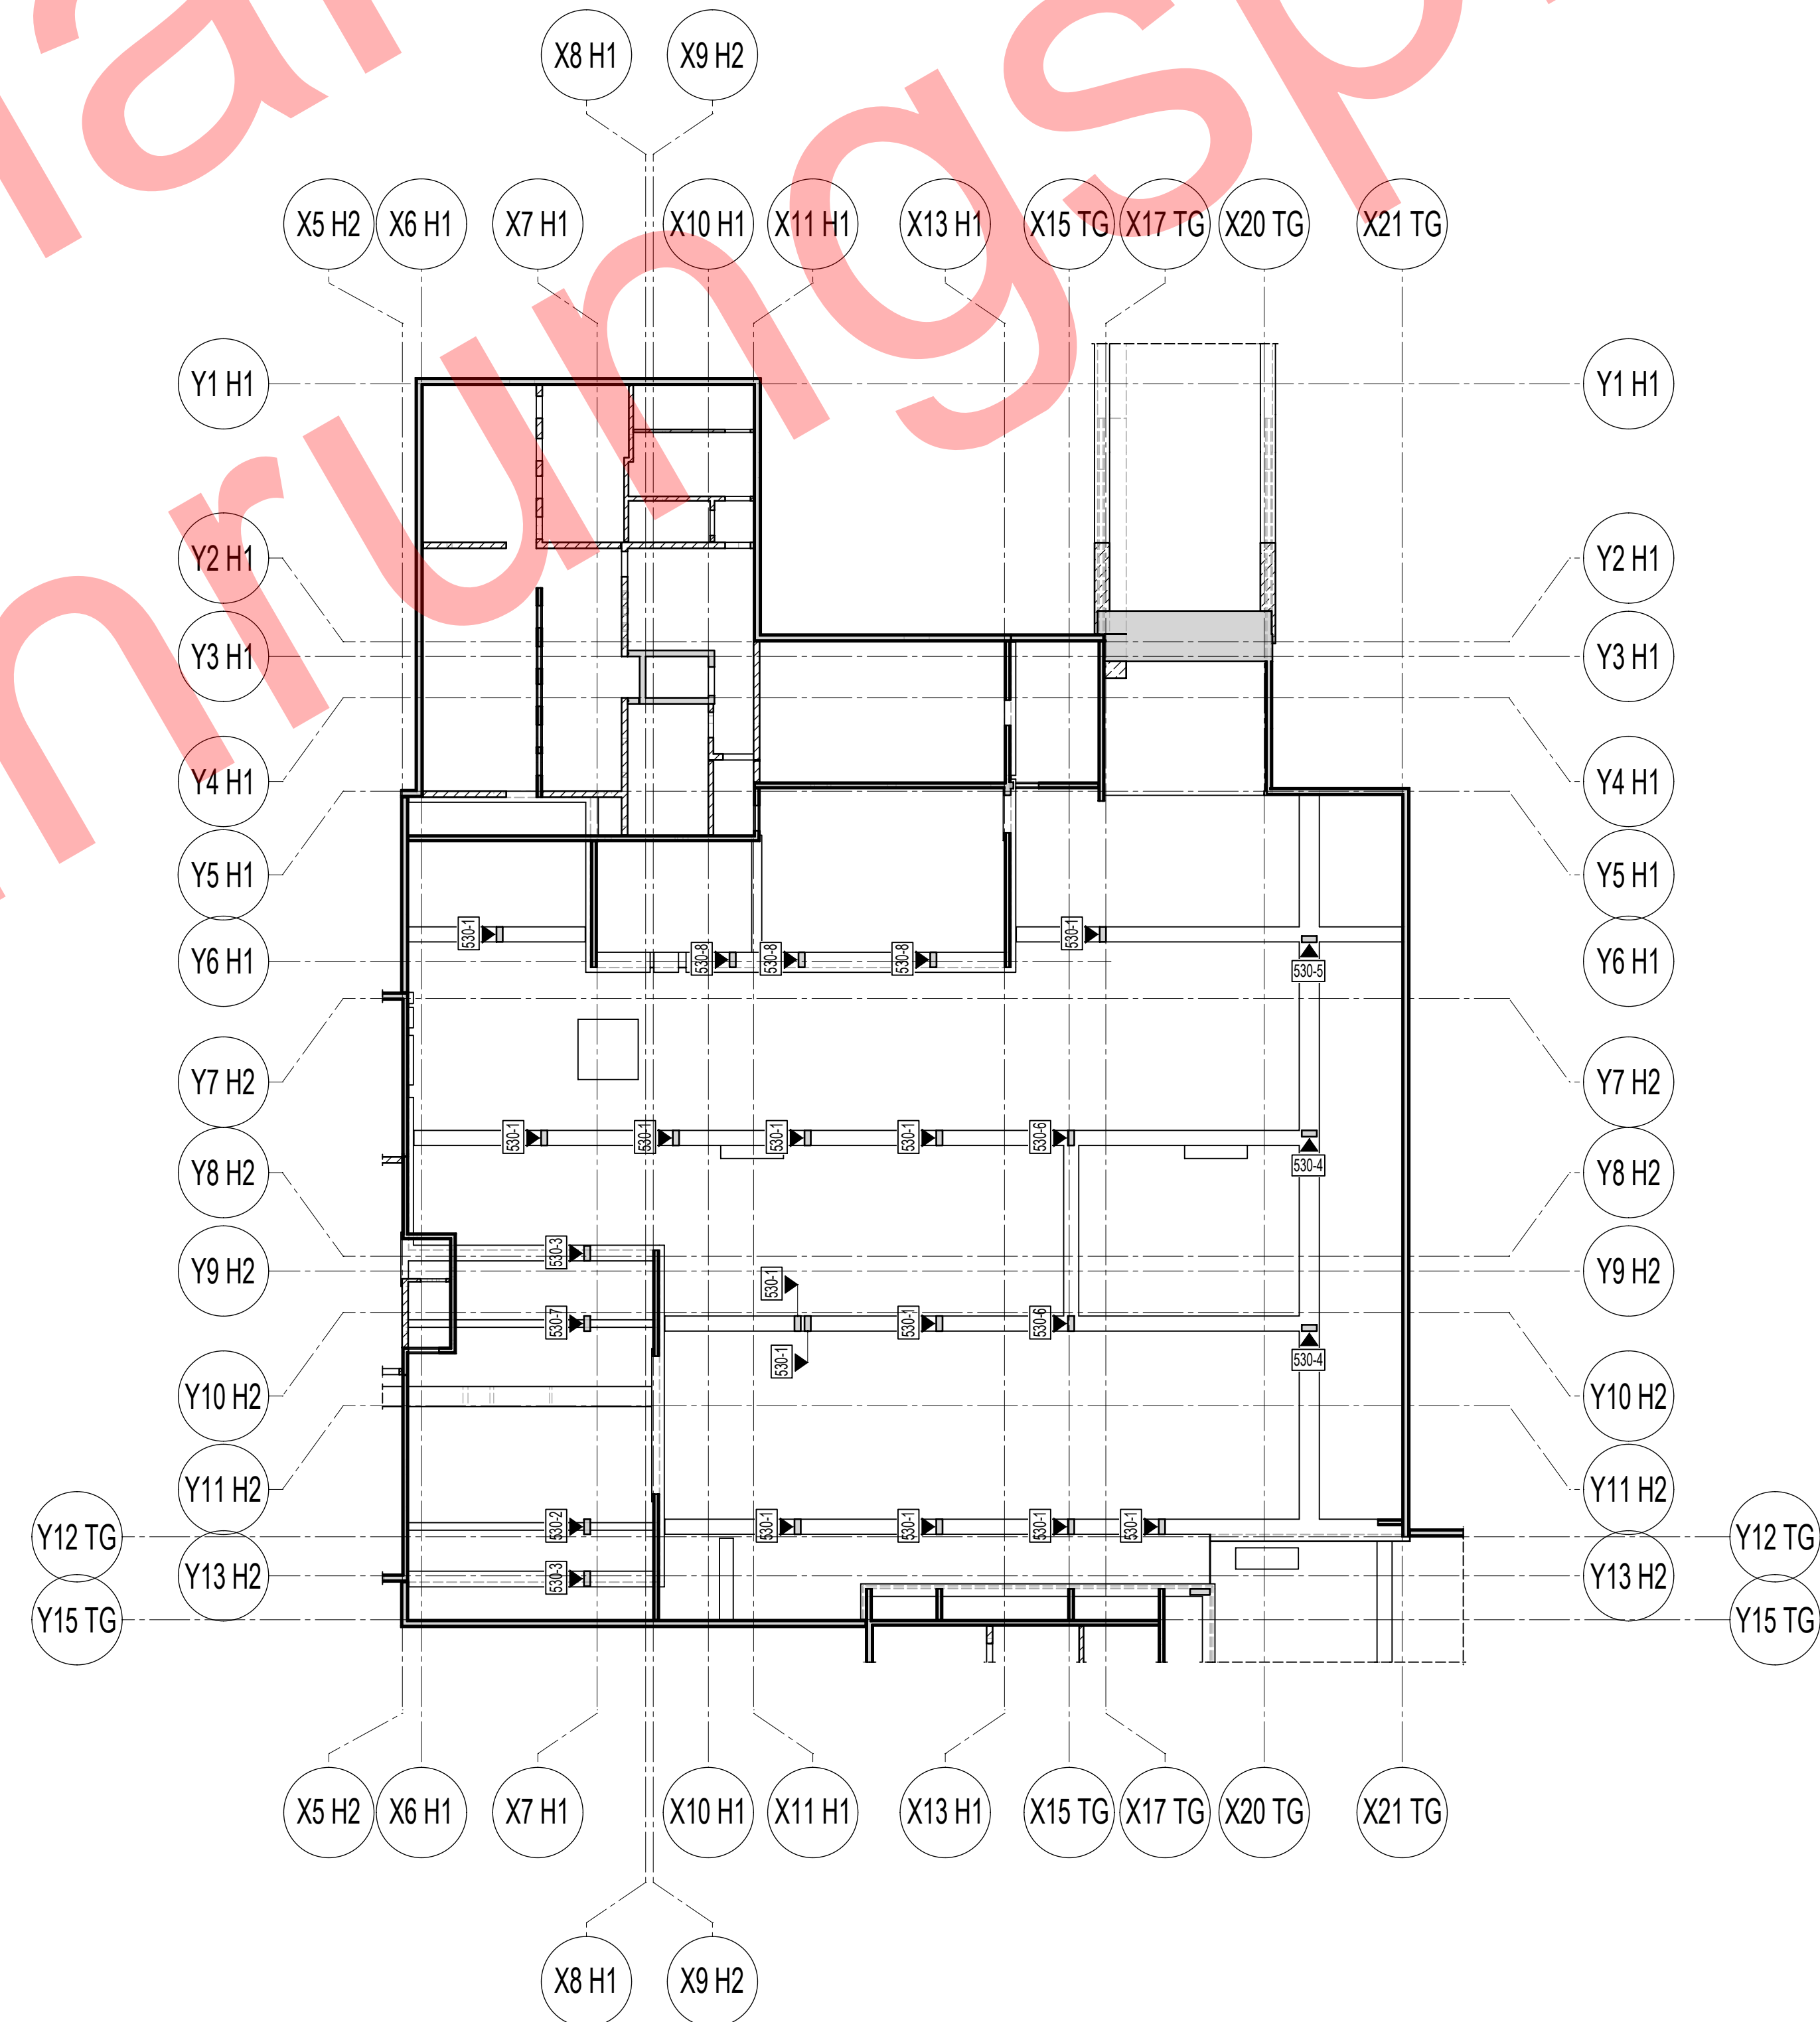 X8 H1 X9 H2
X5 H2 X6 H1 X7 H1 X10 H1 X11 H1 X13 H1 X15 TG X17 TG X20 TG X21 TG
Y1 H1 Y1 H1
Y2 H1 Y2 H1
Y3 H1 Y3 H1
Y4 H1 Y4 H1
Y5 H1 Y5 H1
530-1 530-1
Y6 H1 530-8 530-8 530-8 530-5 Y6 H1
Y7 H2 Y7 H2
530-1 530-1 530-1 530-1 530-6
530-4
Y8 H2 Y8 H2
530-3
Y9 H2 530-1 Y9 H2
530-7 530-1 530-6
530-1 530-4
Y10 H2 Y10 H2
Y11 H2 Y11 H2
530-2 530-1 530-1 530-1 530-1
Y12 TG Y12 TG
Y13 H2 530-3 Y13 H2
Y15 TG Y15 TG
X5 H2 X6 H1 X7 H1 X10 H1 X11 H1 X13 H1 X15 TG X17 TG X20 TG X21 TG
X8 H1 X9 H2